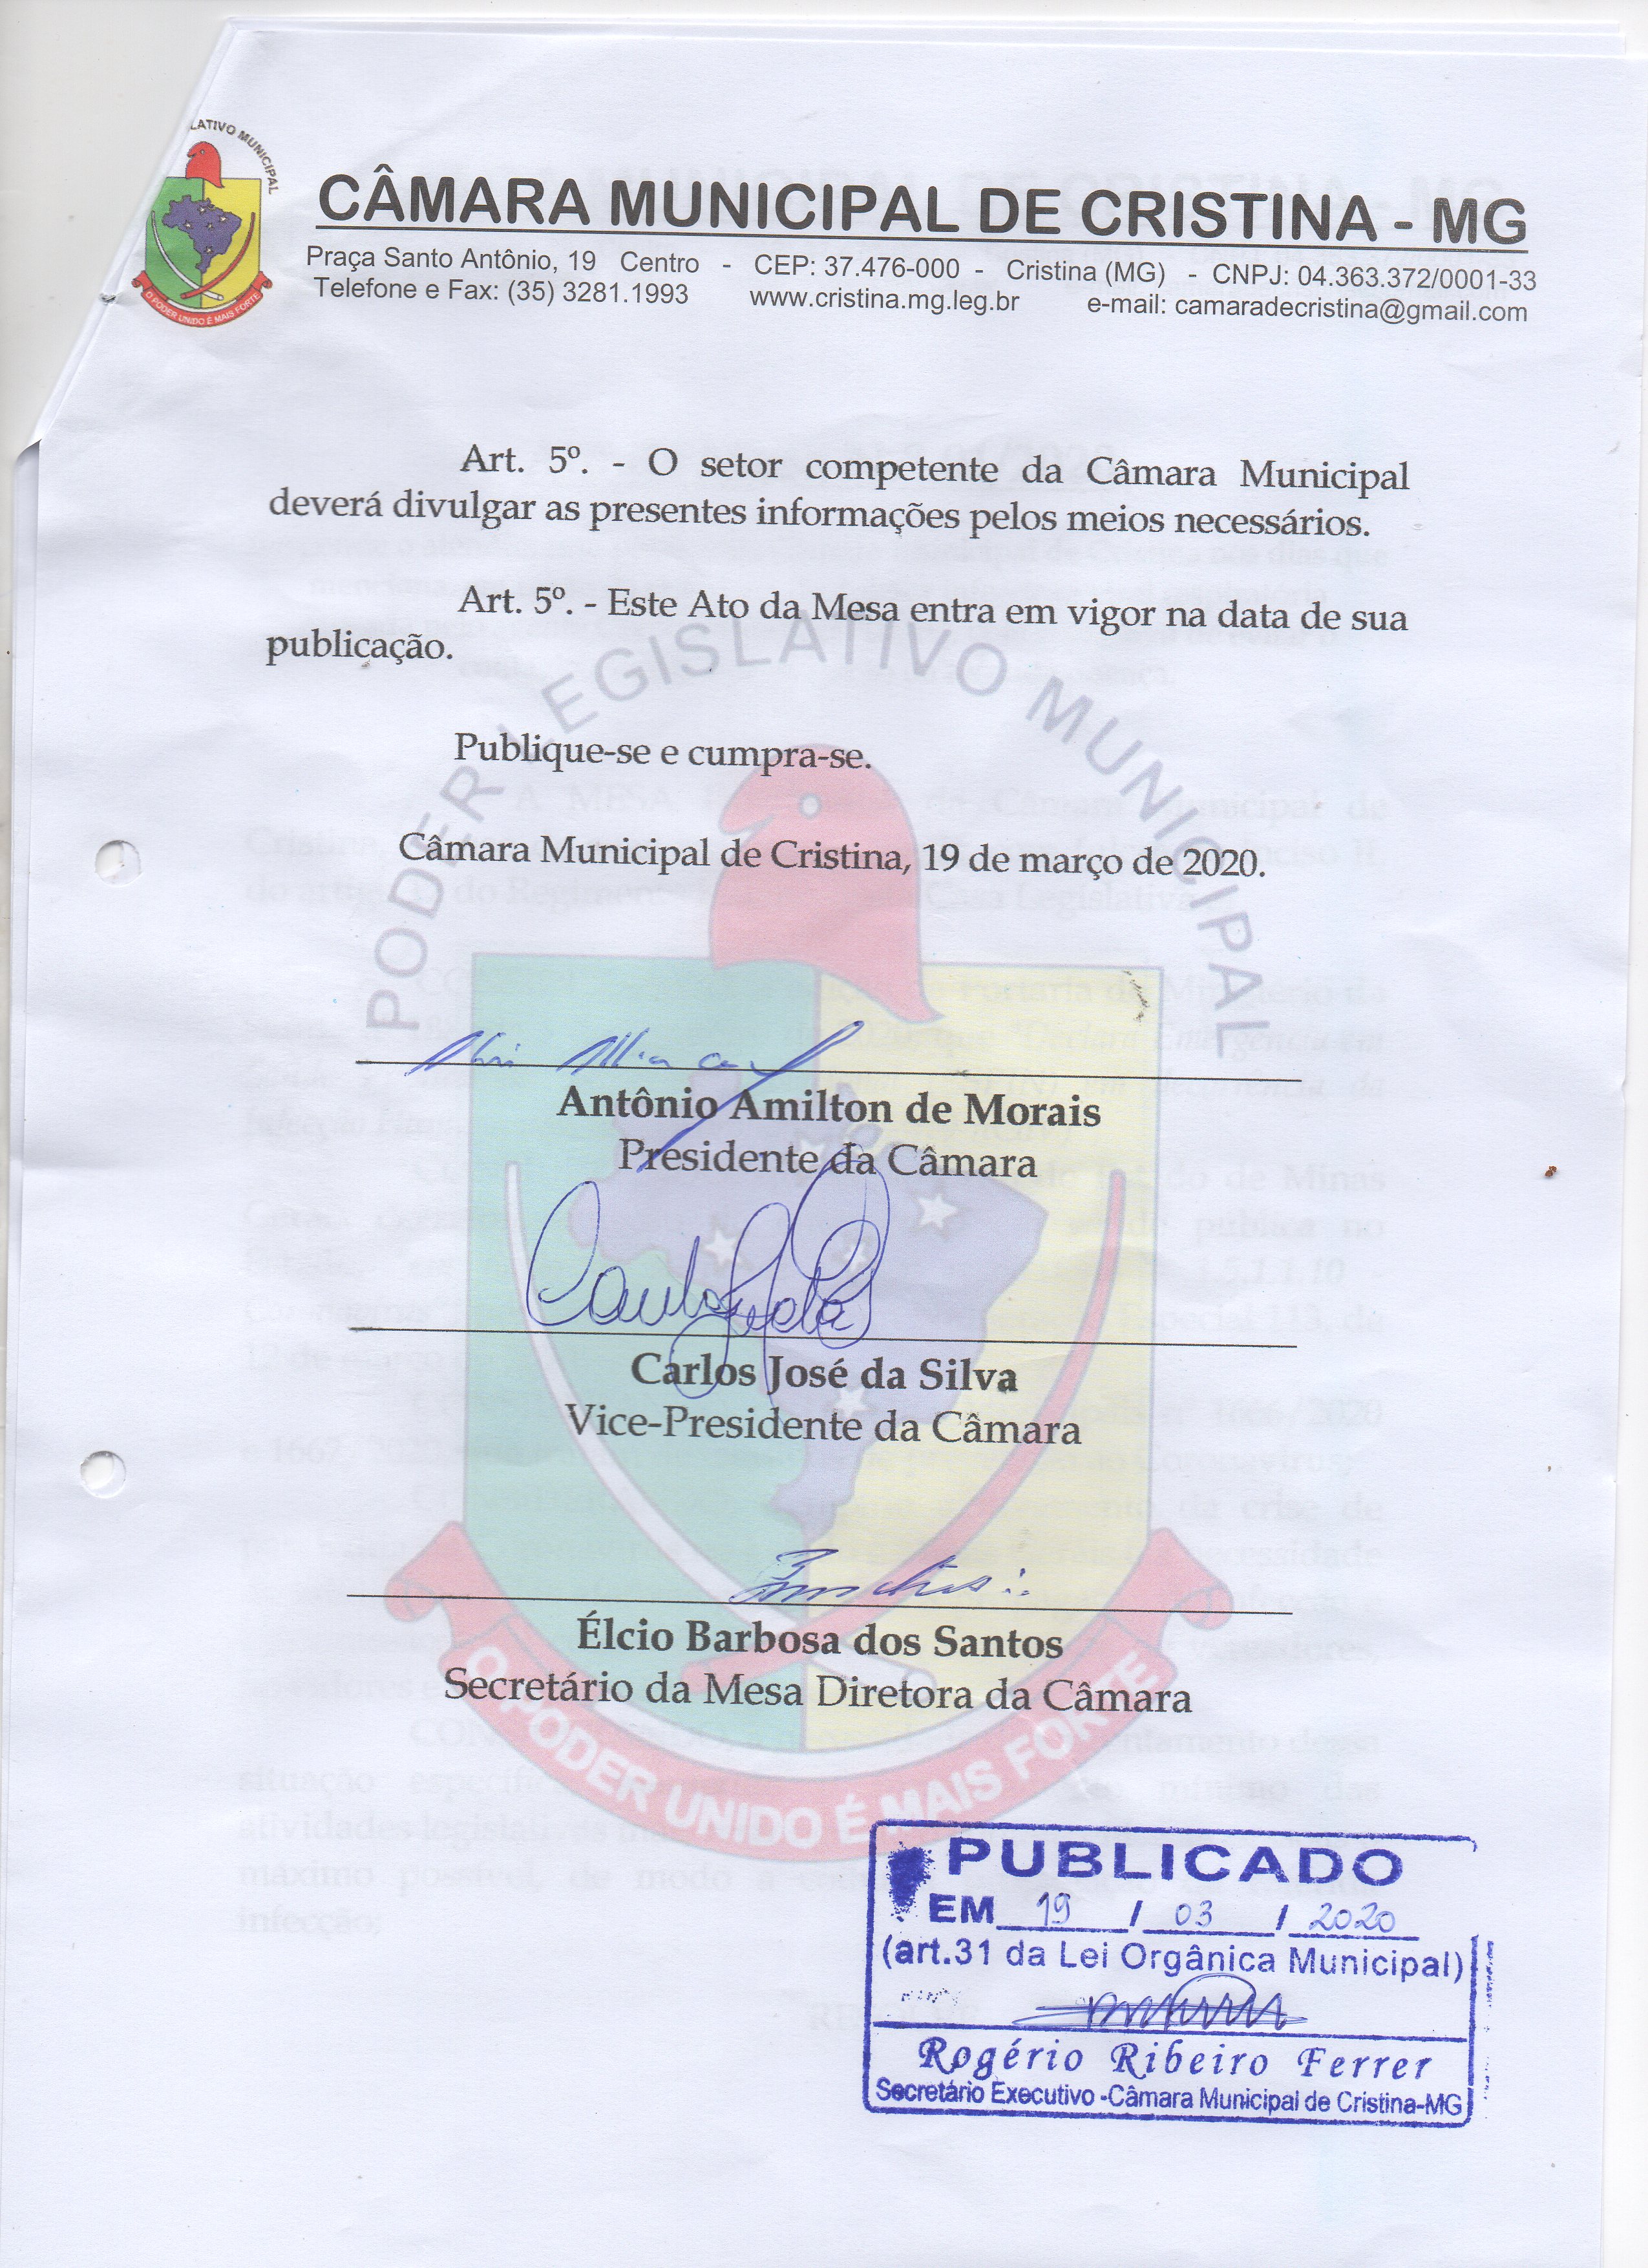 LATIVO MUNICIPAL
O PODER UNIDO É MAIS FORTE
CÂMARA MUNICIPAL DE CRISTINA - MG
Praça Santo Antônio, 19 Centro - CEP: 37.476-000 - Cristina (MG) - CNPJ: 04.363.372/0001-33
Telefone e Fax: (35) 3281.1993 www.cristina.mg.leg.br e-mail: camaradecristina@gmail.com
Art. 5º. - O setor competente da Câmara Municipal
deverá divulgar as presentes informações pelos meios necessários.
Art. 5º. - Este Ato da Mesa entra em vigor na data de sua
publicação.
PODER LEGISLATIVO MUNICIPAL
Publique-se e cumpra-se.
Câmara Municipal de Cristina, 19 de março de 2020.
Antônio Amilton de Morais
Presidente da Câmara
Carlos José da Silva
Vice-Presidente da Câmara
Élcio Barbosa dos Santos
Secretário da Mesa Diretora da Câmara
O PODER UNIDO É MAIS FORTE
PUBLICADO
EM 19 / 03 / 2020
(art.31 da Lei Orgânica Municipal)
Rogério Ribeiro Ferrer
Secretário Executivo -Câmara Municipal de Cristina-MG